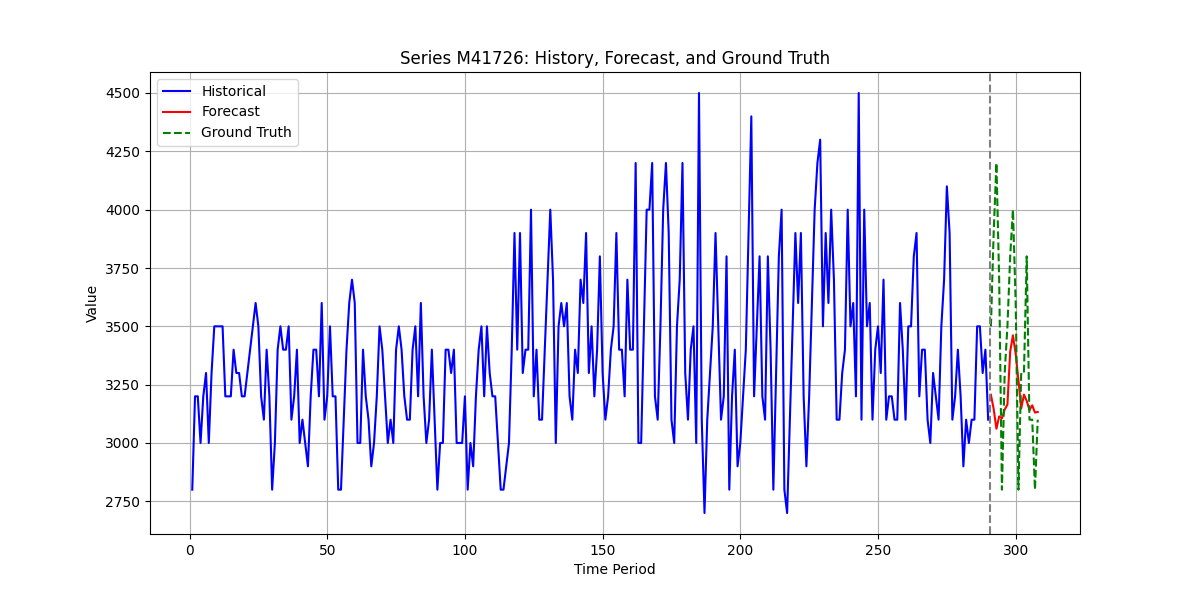 Series M41726: History, Forecast, and Ground Truth
Historical
Forecast
Ground Truth
4500
4250
4000
3750
3500
3250
3000
2750
Value
0
50
100
150
200
250
300
Time Period